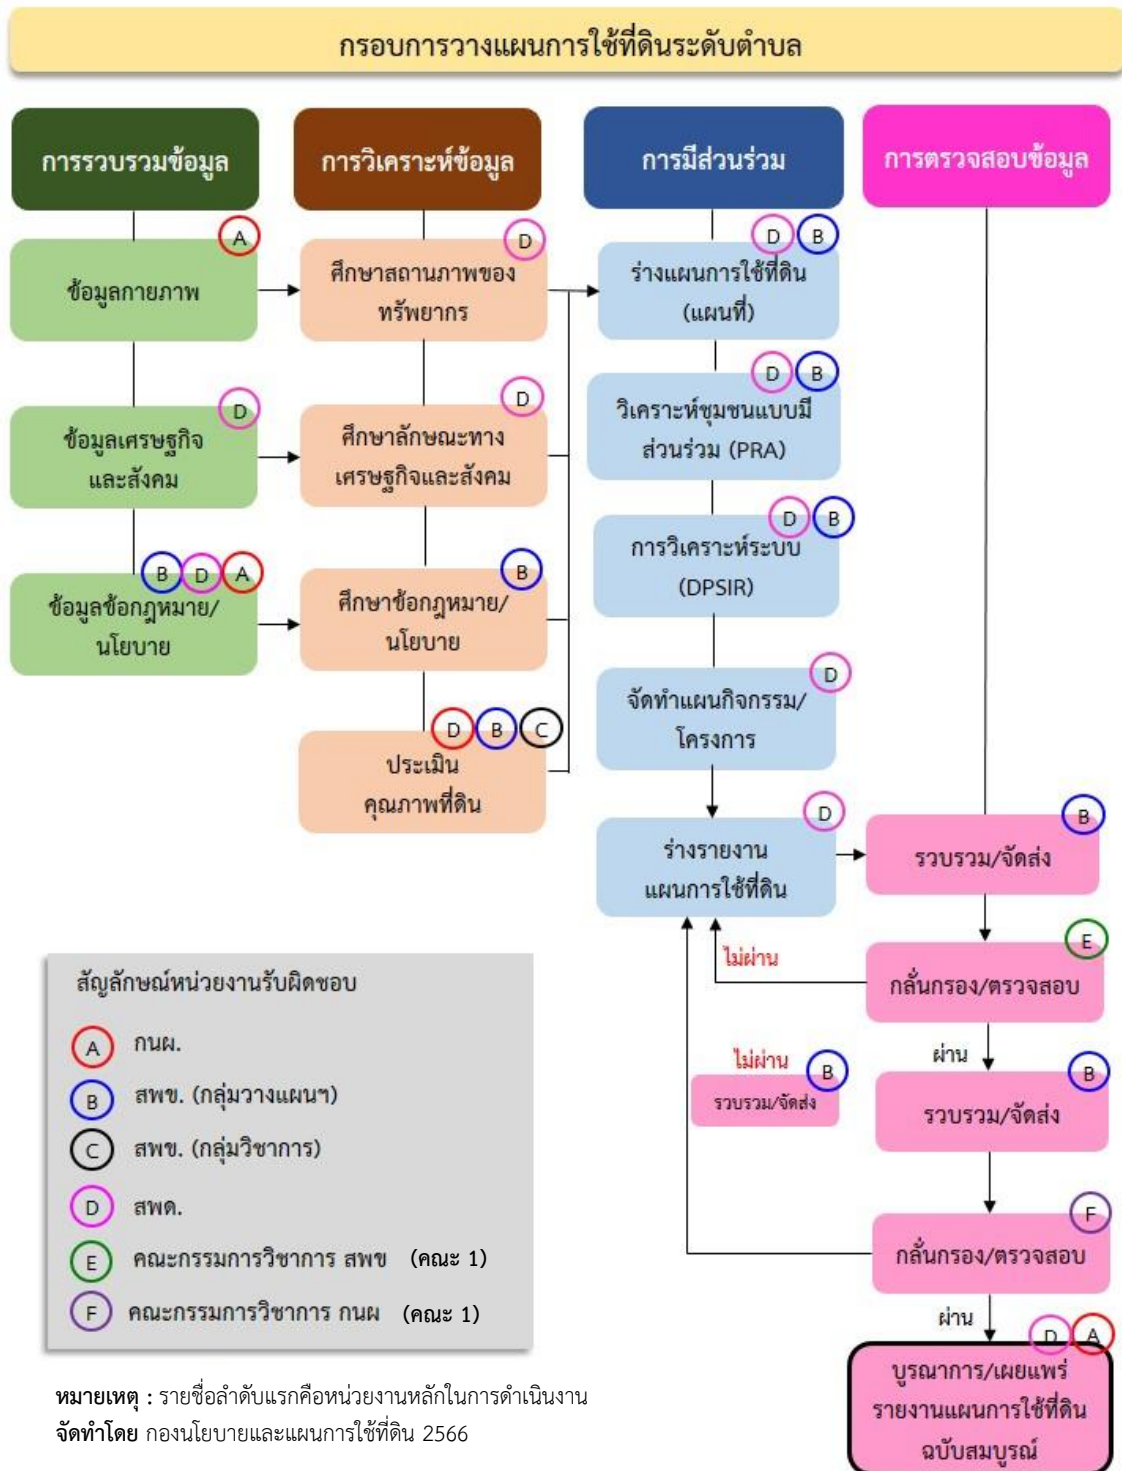 กรอบการวางแผนการใช้ที่ดินระดับตำบล
การรวบรวมข้อมูล
การวิเคราะห์ข้อมูล
การมีส่วนร่วม
การตรวจสอบข้อมูล
A
ข้อมูลกายภาพ
D
ข้อมูลเศรษฐกิจ
และสังคม
B D A
ข้อมูลข้อกฎหมาย/
นโยบาย
D
ศึกษาสถานภาพของ
ทรัพยากร
D
ศึกษาลักษณะทาง
เศรษฐกิจและสังคม
B
ศึกษาข้อกฎหมาย/
นโยบาย
D B C
ประเมิน
คุณภาพที่ดิน
D B
ร่างแผนการใช้ที่ดิน
(แผนที่)
D B
วิเคราะห์ชุมชนแบบมี
ส่วนร่วม (PRA)
D B
การวิเคราะห์ระบบ
(DPSIR)
D
จัดทำแผนกิจกรรม/
โครงการ
D
ร่างรายงาน
แผนการใช้ที่ดิน
B
รวบรวม/จัดส่ง
E
กลั่นกรอง/ตรวจสอบ
ไม่ผ่าน
ผ่าน
B
รวบรวม/จัดส่ง
ไม่ผ่าน
B
รวบรวม/จัดส่ง
F
กลั่นกรอง/ตรวจสอบ
ผ่าน
D A
บูรณาการ/เผยแพร่
รายงานแผนการใช้ที่ดิน
ฉบับสมบูรณ์
สัญลักษณ์หน่วยงานรับผิดชอบ
A กนผ.
B สพข. (กลุ่มวางแผนฯ)
C สพข. (กลุ่มวิชาการ)
D สพด.
E คณะกรรมการวิชาการ สพข (คณะ 1)
F คณะกรรมการวิชาการ กนผ (คณะ 1)
หมายเหตุ : รายชื่อลำดับแรกคือหน่วยงานหลักในการดำเนินงาน
จัดทำโดย กองนโยบายและแผนการใช้ที่ดิน 2566